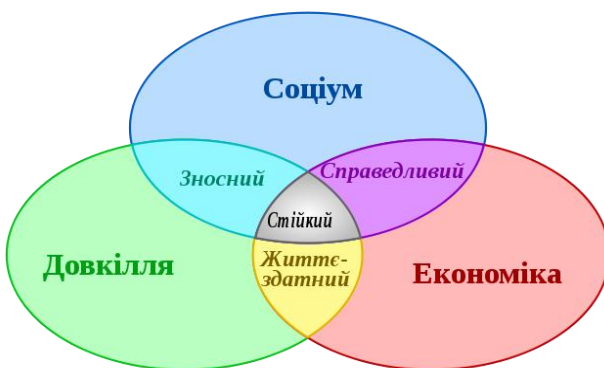 Соціум
Зносний
Справедливий
Стійкий
Довкілля
Життє-
здатний
Економіка